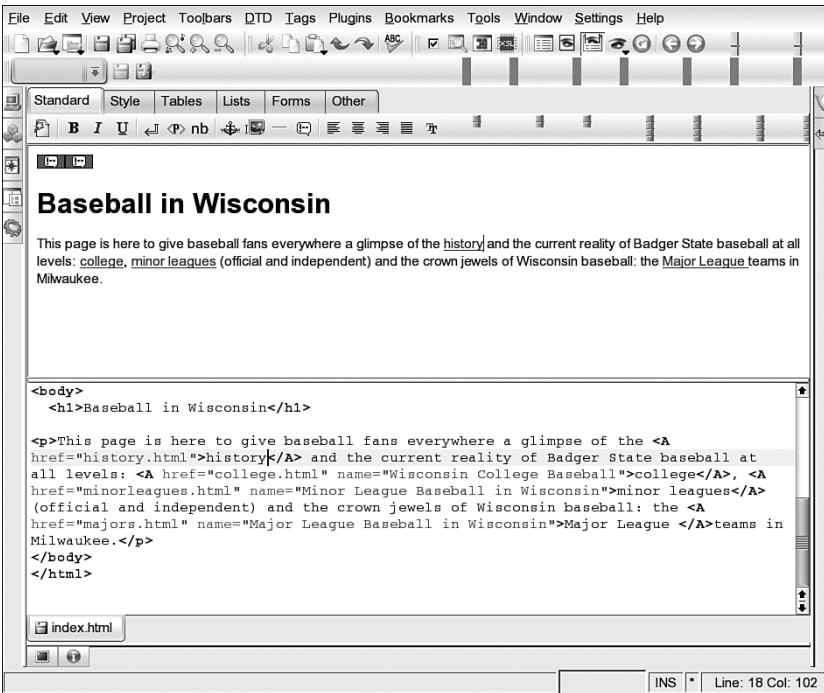 File Edit View Project Toolbars DTD Tags Plugins Bookmarks Tools Window Settings Help
ABC
XSL
Standard Style Tables Lists Forms Other
B I U <P> nb
Baseball in Wisconsin
This page is here to give baseball fans everywhere a glimpse of the history and the current reality of Badger State baseball at all
levels: college, minor leagues (official and independent) and the crown jewels of Wisconsin baseball: the Major League teams in
Milwaukee.
<body>
<h1>Baseball in Wisconsin</h1>
<p>This page is here to give baseball fans everywhere a glimpse of the <A
href="history.html">history</A> and the current reality of Badger State baseball at
all levels: <A href="college.html" name="Wisconsin College Baseball">college</A>, <A
href="minorleagues.html" name="Minor League Baseball in Wisconsin">minor leagues</A>
(official and independent) and the crown jewels of Wisconsin baseball: the <A
href="majors.html" name="Major League Baseball in Wisconsin">Major League </A>teams in
Milwaukee.</p>
</body>
</html>
index.html
INS * Line: 18 Col: 102